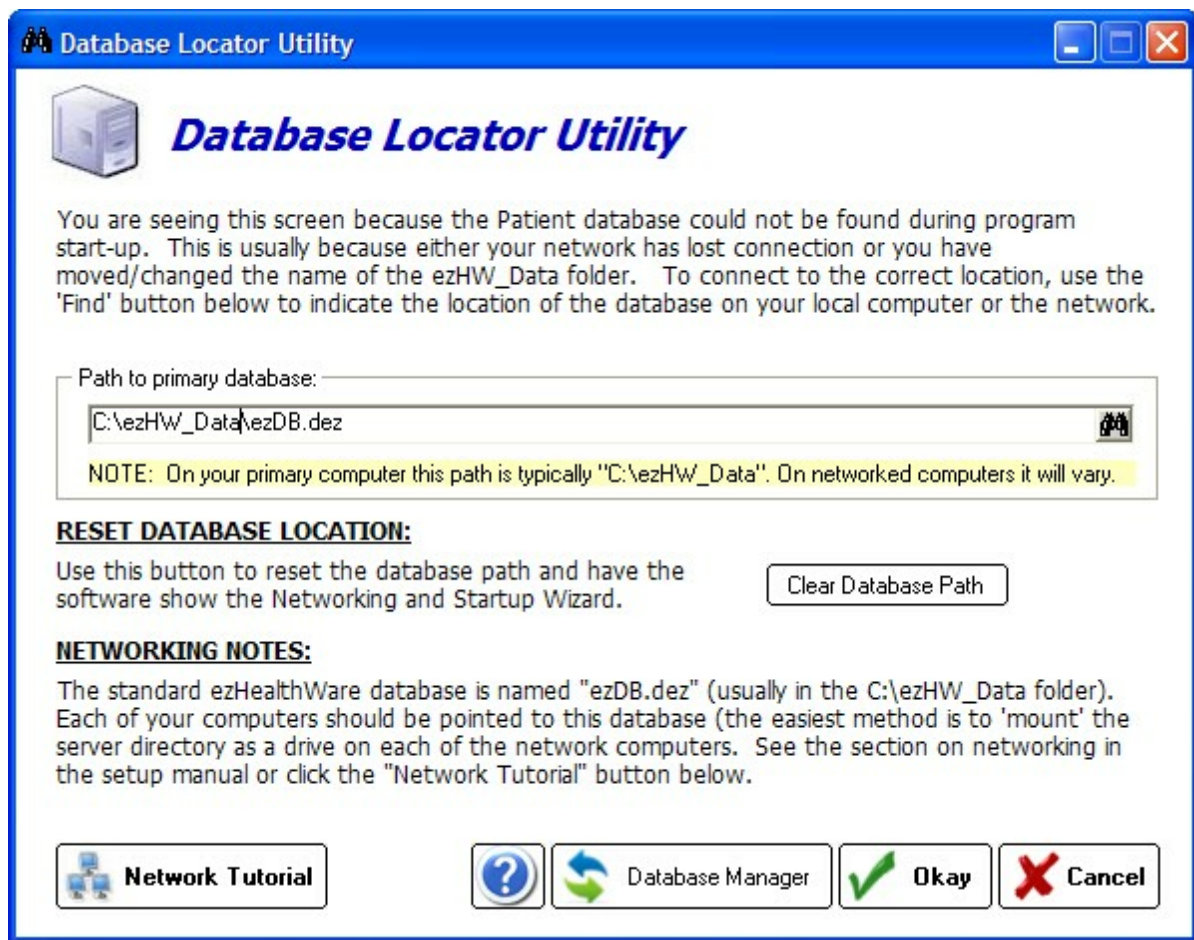 Database Locator Utility
Database Locator Utility
You are seeing this screen because the Patient database could not be found during program
start-up.  This is usually because either your network has lost connection or you have
moved/changed the name of the ezHW_Data folder.   To connect to the correct location, use the
'Find' button below to indicate the location of the database on your local computer or the network.
Path to primary database:
C:\ezHW_Data\ezDB.dez
NOTE:  On your primary computer this path is typically "C:\ezHW_Data". On networked computers it will vary.
RESET DATABASE LOCATION:
Use this button to reset the database path and have the
software show the Networking and Startup Wizard.
Clear Database Path
NETWORKING NOTES:
The standard ezHealthWare database is named "ezDB.dez" (usually in the C:\ezHW_Data folder).
Each of your computers should be pointed to this database (the easiest method is to 'mount' the
server directory as a drive on each of the network computers.  See the section on networking in
the setup manual or click the "Network Tutorial" button below.
Network Tutorial
?
Database Manager
Okay
Cancel